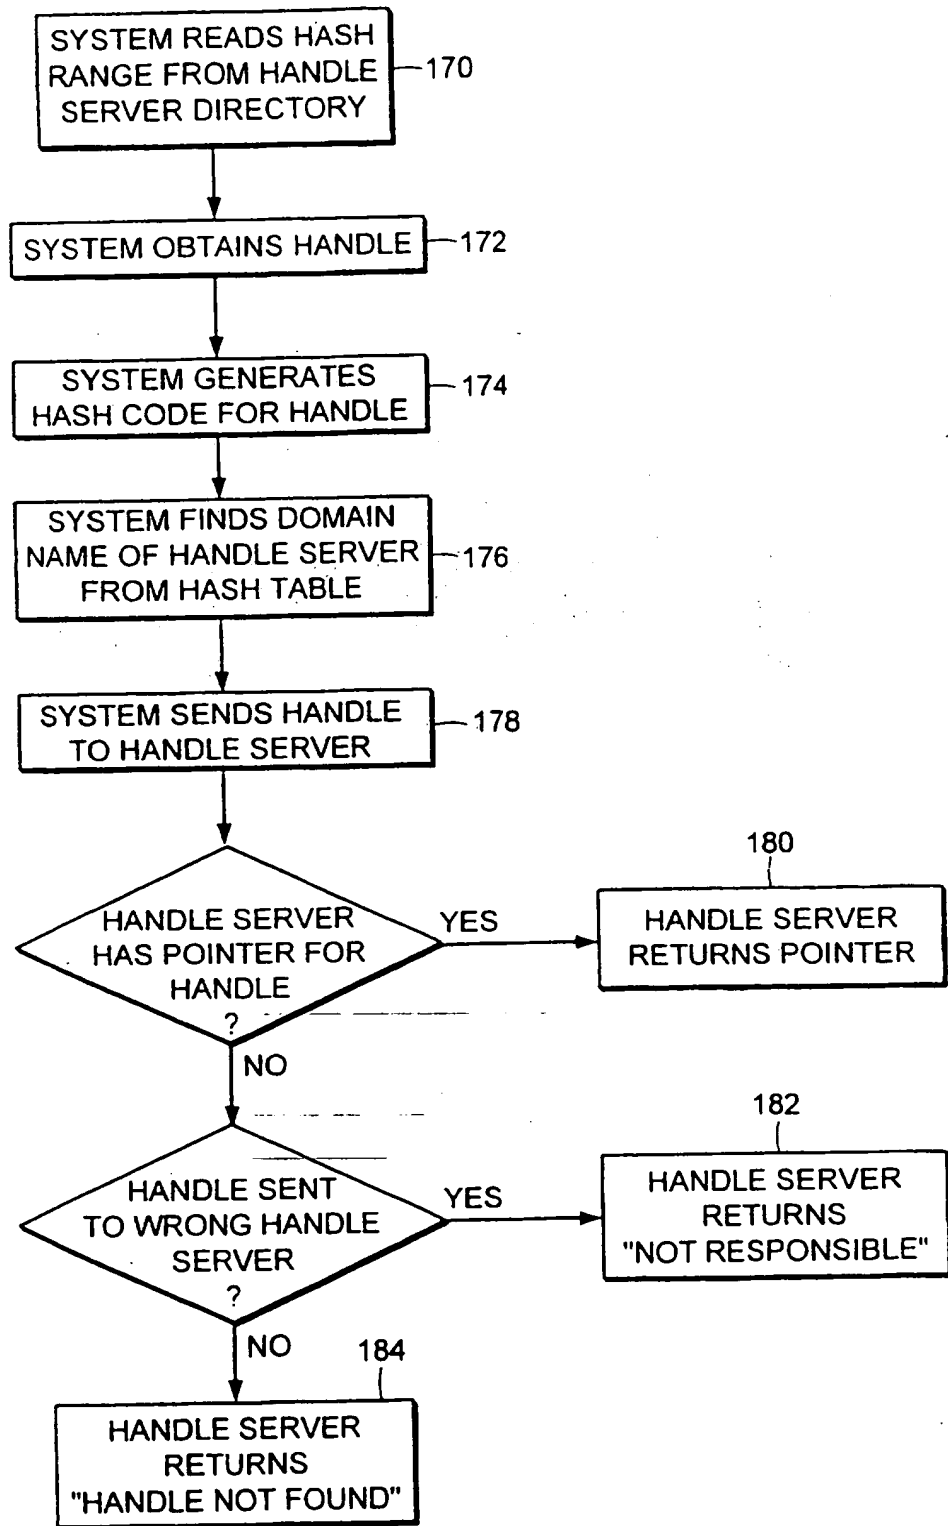 SYSTEM READS HASH
RANGE FROM HANDLE
SERVER DIRECTORY
170
SYSTEM OBTAINS HANDLE
172
SYSTEM GENERATES
HASH CODE FOR HANDLE
174
SYSTEM FINDS DOMAIN
NAME OF HANDLE SERVER
FROM HASH TABLE
176
SYSTEM SENDS HANDLE
TO HANDLE SERVER
178
HANDLE SERVER
HAS POINTER FOR
HANDLE
?
YES
180
HANDLE SERVER
RETURNS POINTER
NO
HANDLE SENT
TO WRONG HANDLE
SERVER
?
YES
182
HANDLE SERVER
RETURNS
"NOT RESPONSIBLE"
NO
184
HANDLE SERVER
RETURNS
"HANDLE NOT FOUND"